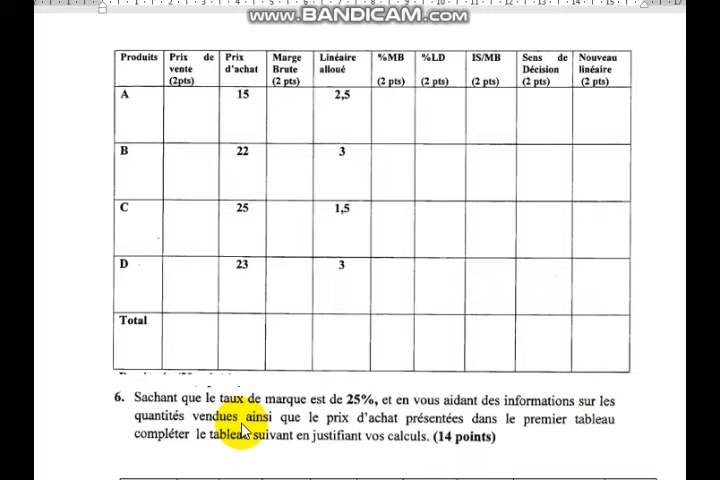 WWW.BANDICAM.COM
Produits Prix de vente (2pts) Prix d'achat Marge Brute (2 pts) Linéaire alloué %MB (2 pts) %LD (2 pts) IS/MB (2 pts) Sens de Décision (2 pts) Nouveau linéaire (2 pts)
A 15 2,5
B 22 3
C 25 1,5
D 23 3
Total
6. Sachant que le taux de marque est de 25%, et en vous aidant des informations sur les
quantités vendues ainsi que le prix d'achat présentées dans le premier tableau
compléter le tableau suivant en justifiant vos calculs. (14 points)